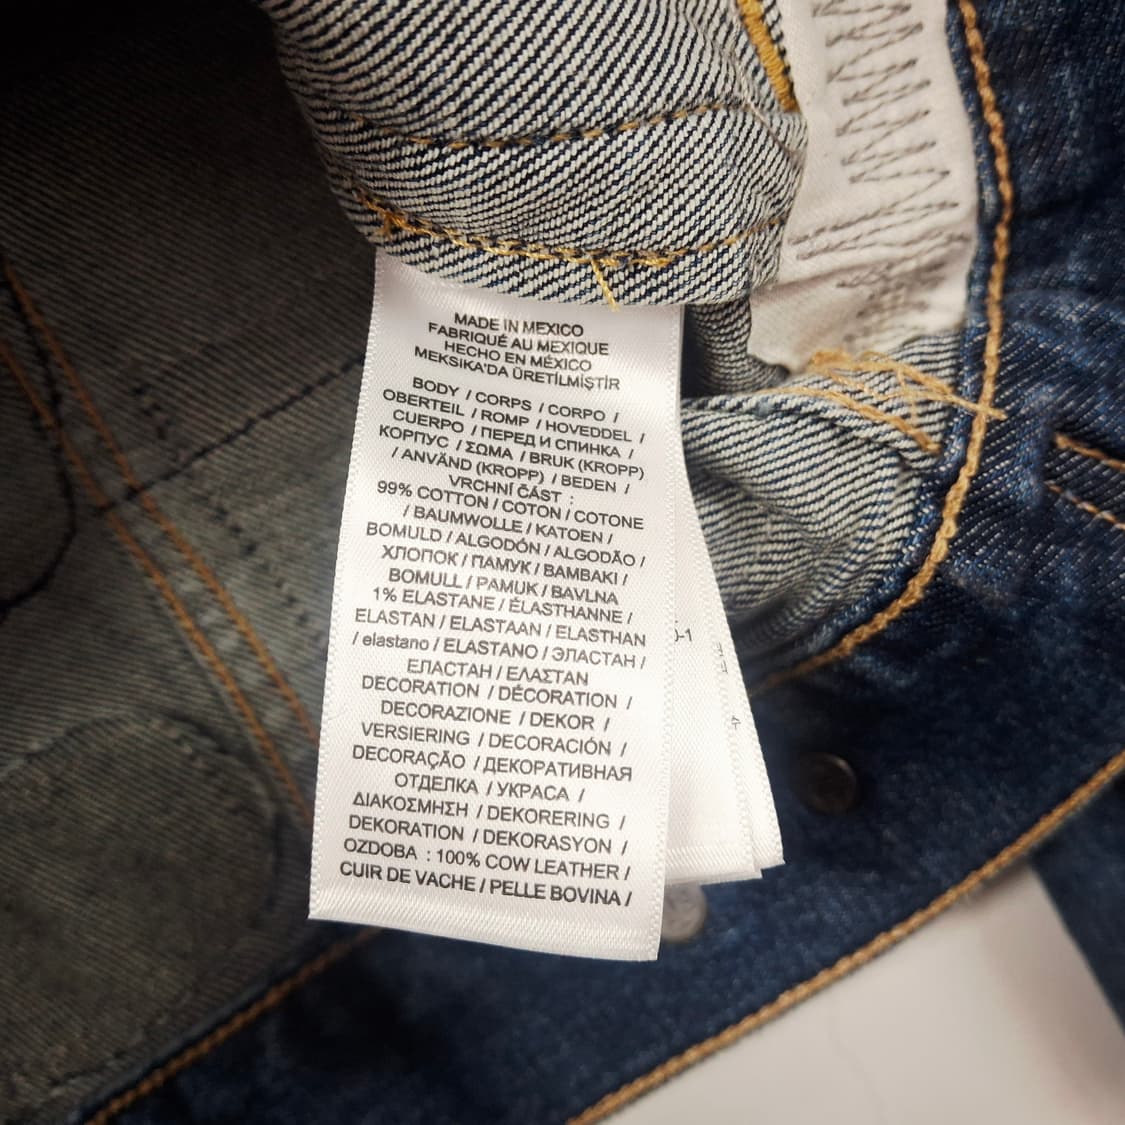 MADE IN MEXICO
FABRIQUÉ AU MEXIQUE
HECHO EN MÉXICO
MEKSIKA'DA ÜRETİLMİŞTİR
BODY / CORPS / CORPO /
OBERTEIL / ROMP / HOVEDDEL /
CUERPO / ПЕРЕД И СПИНКА /
КОРПУС / ΣΩΜΑ / BRUK (KROPP)
/ ANVÄND (KROPP) / BEDEN /
VRCHNÍ ČÁST :
99% COTTON / COTON / COTONE
/ BAUMWOLLE / KATOEN /
BOMULD / ALGODÓN / ALGODÃO /
ХЛОПОК / ПАМУК / BAMBAKI /
BOMULL / PAMUK / BAVLNA
1% ELASTANE / ÉLASTHANNE /
ELASTAN / ELASTAAN / ELASTHAN
/ elastano / ELASTANO / ЭЛАСТАН /
ЕЛАСТАН / ΕΛΑΣΤΑΝ
DECORATION / DÉCORATION /
DECORAZIONE / DEKOR /
VERSIERING / DECORACIÓN /
DECORAÇÃO / ДЕКОРАТИВНАЯ
ОТДЕЛКА / УКРАСА /
ΔΙΑΚΟΣΜΗΣΗ / DEKORERING /
DEKORATION / DEKORASYON /
OZDOBA : 100% COW LEATHER /
CUIR DE VACHE / PELLE BOVINA /